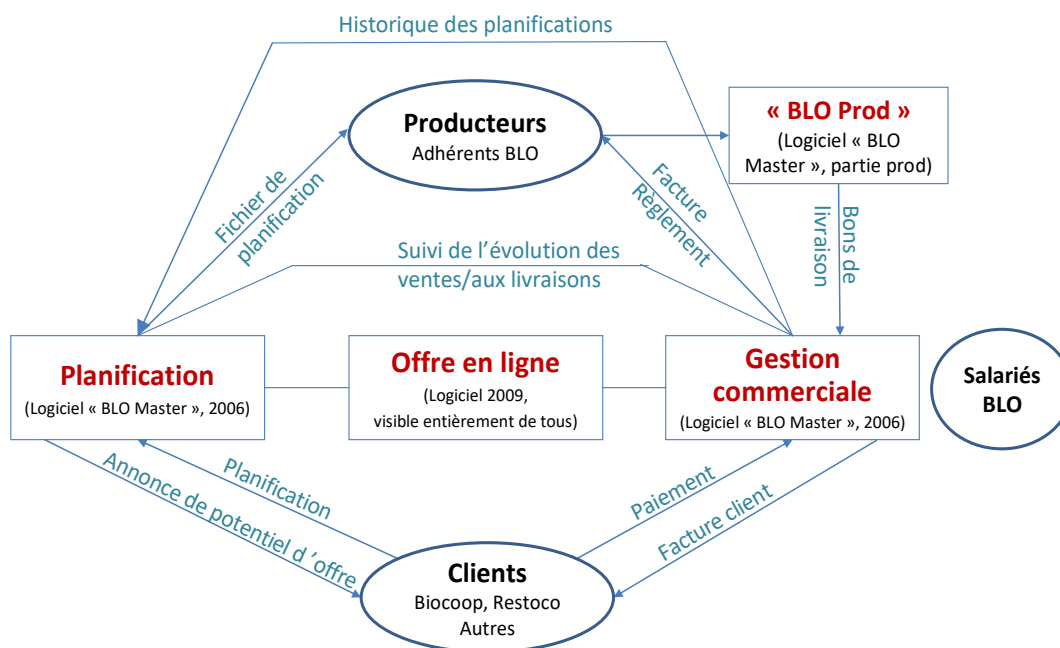 Historique des planifications
Producteurs
Adhérents BLO
« BLO Prod »
(Logiciel « BLO
Master », partie prod)
Fichier de
planification
Facture
Règlement
Bons de
livraison
Suivi de l’évolution des
ventes/aux livraisons
Planification
(Logiciel « BLO Master », 2006)
Offre en ligne
(Logiciel 2009,
visible entièrement de tous)
Gestion
commerciale
(Logiciel « BLO Master », 2006)
Salariés
BLO
Planification
Annonce de potentiel d ’offre
Paiement
Facture client
Clients
Biocoop, Restoco
Autres